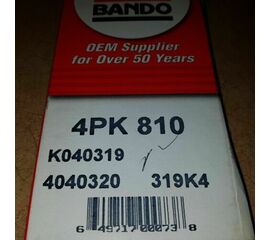 BANDO
OEM Supplier
for Over 50 Years
4PK 810
K040319
4040320 319K4
6 49717 00073 8